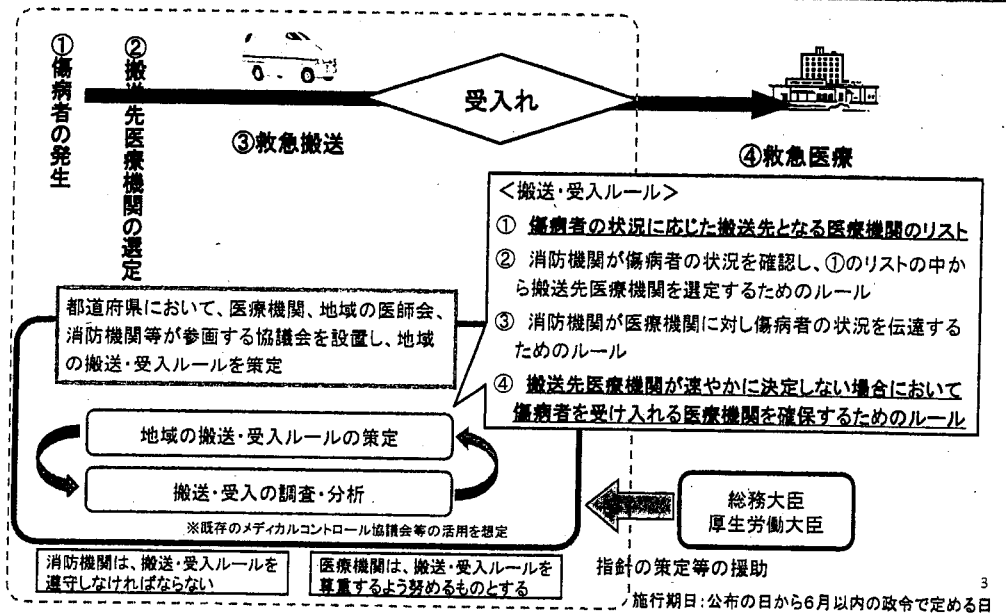 ①傷病者の発生
②搬送先医療機関の選定
③救急搬送
受入れ
④救急医療
<搬送・受入ルール>
① 傷病者の状況に応じた搬送先となる医療機関のリスト
② 消防機関が傷病者の状況を確認し、①のリストの中か
ら搬送先医療機関を選定するためのルール
③ 消防機関が医療機関に対し傷病者の状況を伝達する
ためのルール
④ 搬送先医療機関が速やかに決定しない場合において
傷病者を受け入れる医療機関を確保するためのルール
都道府県において、医療機関、地域の医師会、
消防機関等が参画する協議会を設置し、地域
の搬送・受入ルールを策定
地域の搬送・受入ルールの策定
搬送・受入の調査・分析
※既存のメディカルコントロール協議会等の活用を想定
総務大臣
厚生労働大臣
指針の策定等の援助
消防機関は、搬送・受入ルールを
遵守しなければならない
医療機関は、搬送・受入ルールを
尊重するよう努めるものとする
3
施行期日:公布の日から6月以内の政令で定める日